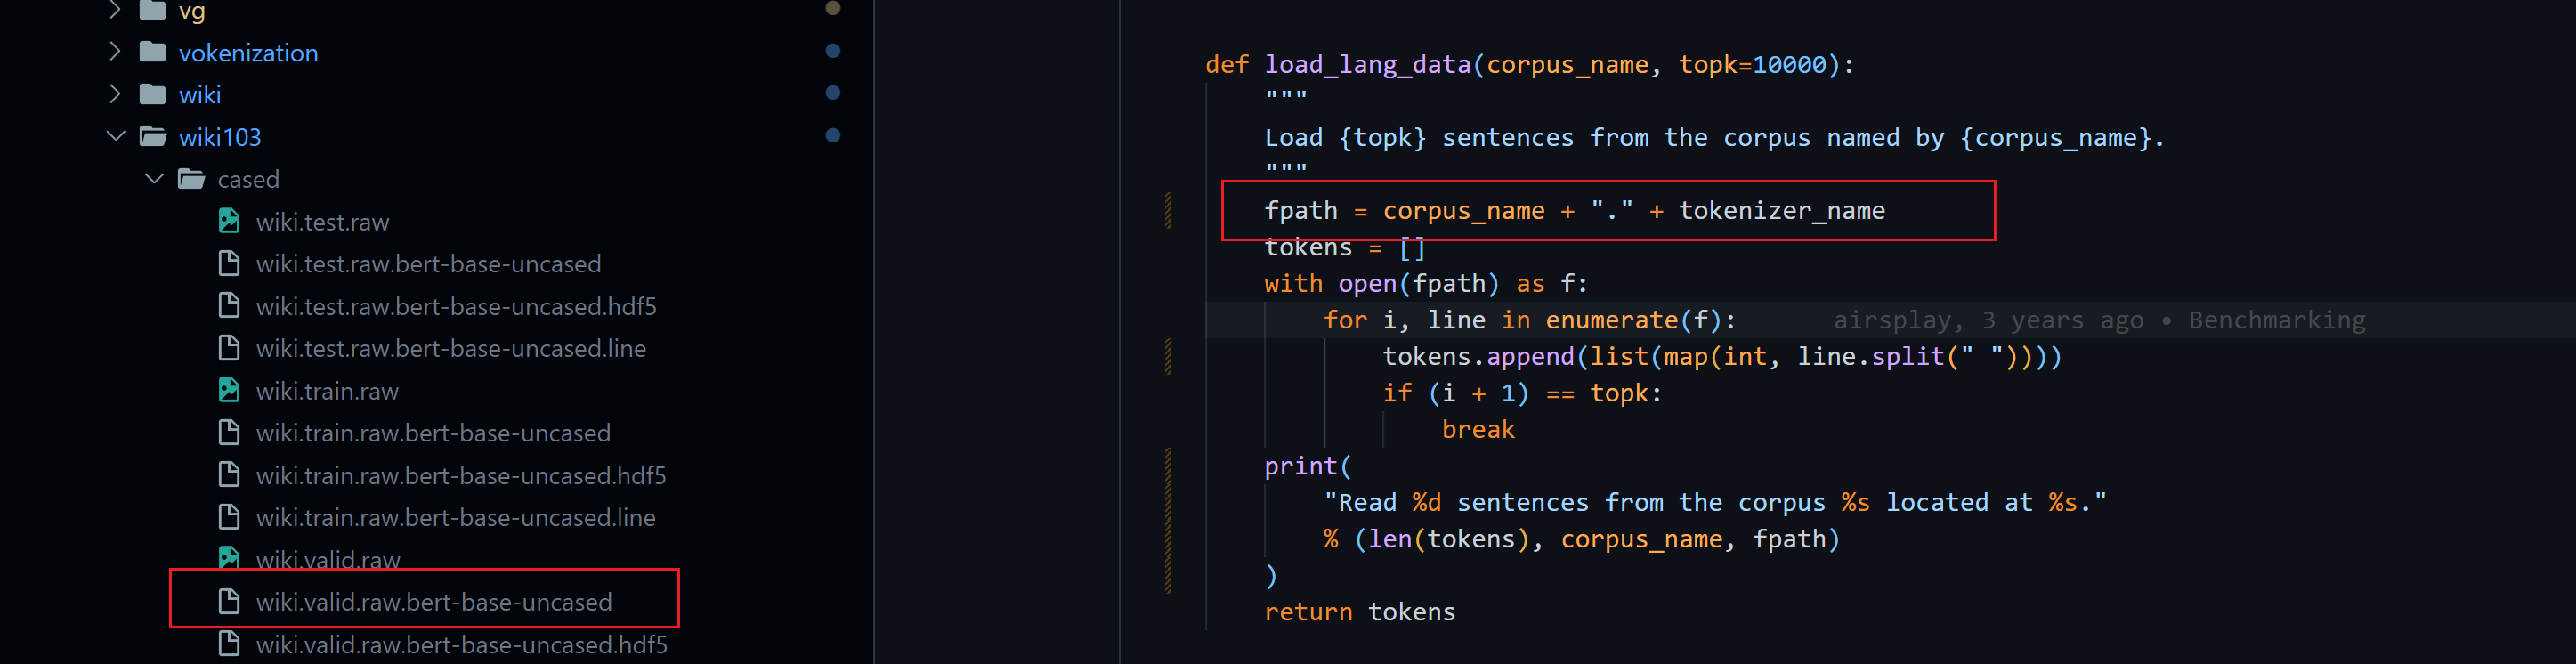 vg
vokenization
wiki
wiki103
cased
wiki.test.raw
wiki.test.raw.bert-base-uncased
wiki.test.raw.bert-base-uncased.hdf5
wiki.test.raw.bert-base-uncased.line
wiki.train.raw
wiki.train.raw.bert-base-uncased
wiki.train.raw.bert-base-uncased.hdf5
wiki.train.raw.bert-base-uncased.line
wiki.valid.raw
wiki.valid.raw.bert-base-uncased
wiki.valid.raw.bert-base-uncased.hdf5
def load_lang_data(corpus_name, topk=10000):
"""
Load {topk} sentences from the corpus named by {corpus_name}.
"""
fpath = corpus_name + "." + tokenizer_name
tokens = []
with open(fpath) as f:
for i, line in enumerate(f): airsplay, 3 years ago • Benchmarking
tokens.append(list(map(int, line.split(" "))))
if (i + 1) == topk:
break
print(
"Read %d sentences from the corpus %s located at %s."
% (len(tokens), corpus_name, fpath)
)
return tokens